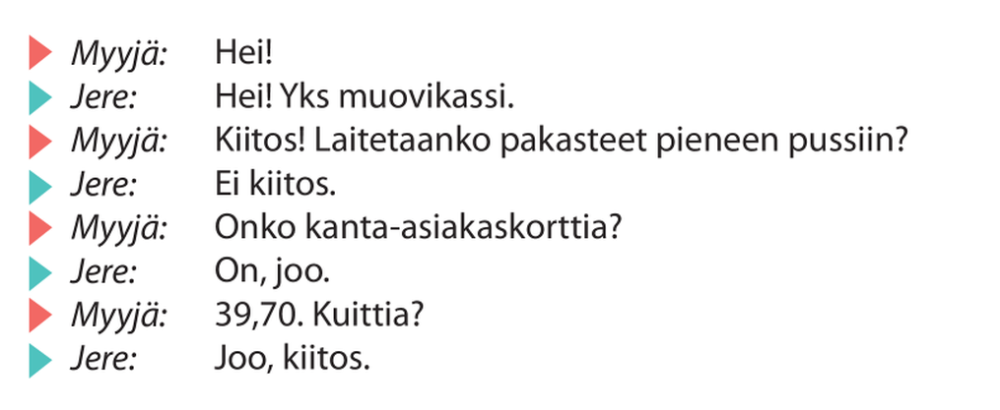 Myyjä: Hei!
Jere: Hei! Yks muovikassi.
Myyjä: Kiitos! Laitetaanko pakasteet pieneen pussiin?
Jere: Ei kiitos.
Myyjä: Onko kanta-asiakaskorttia?
Jere: On, joo.
Myyjä: 39,70. Kuittia?
Jere: Joo, kiitos.